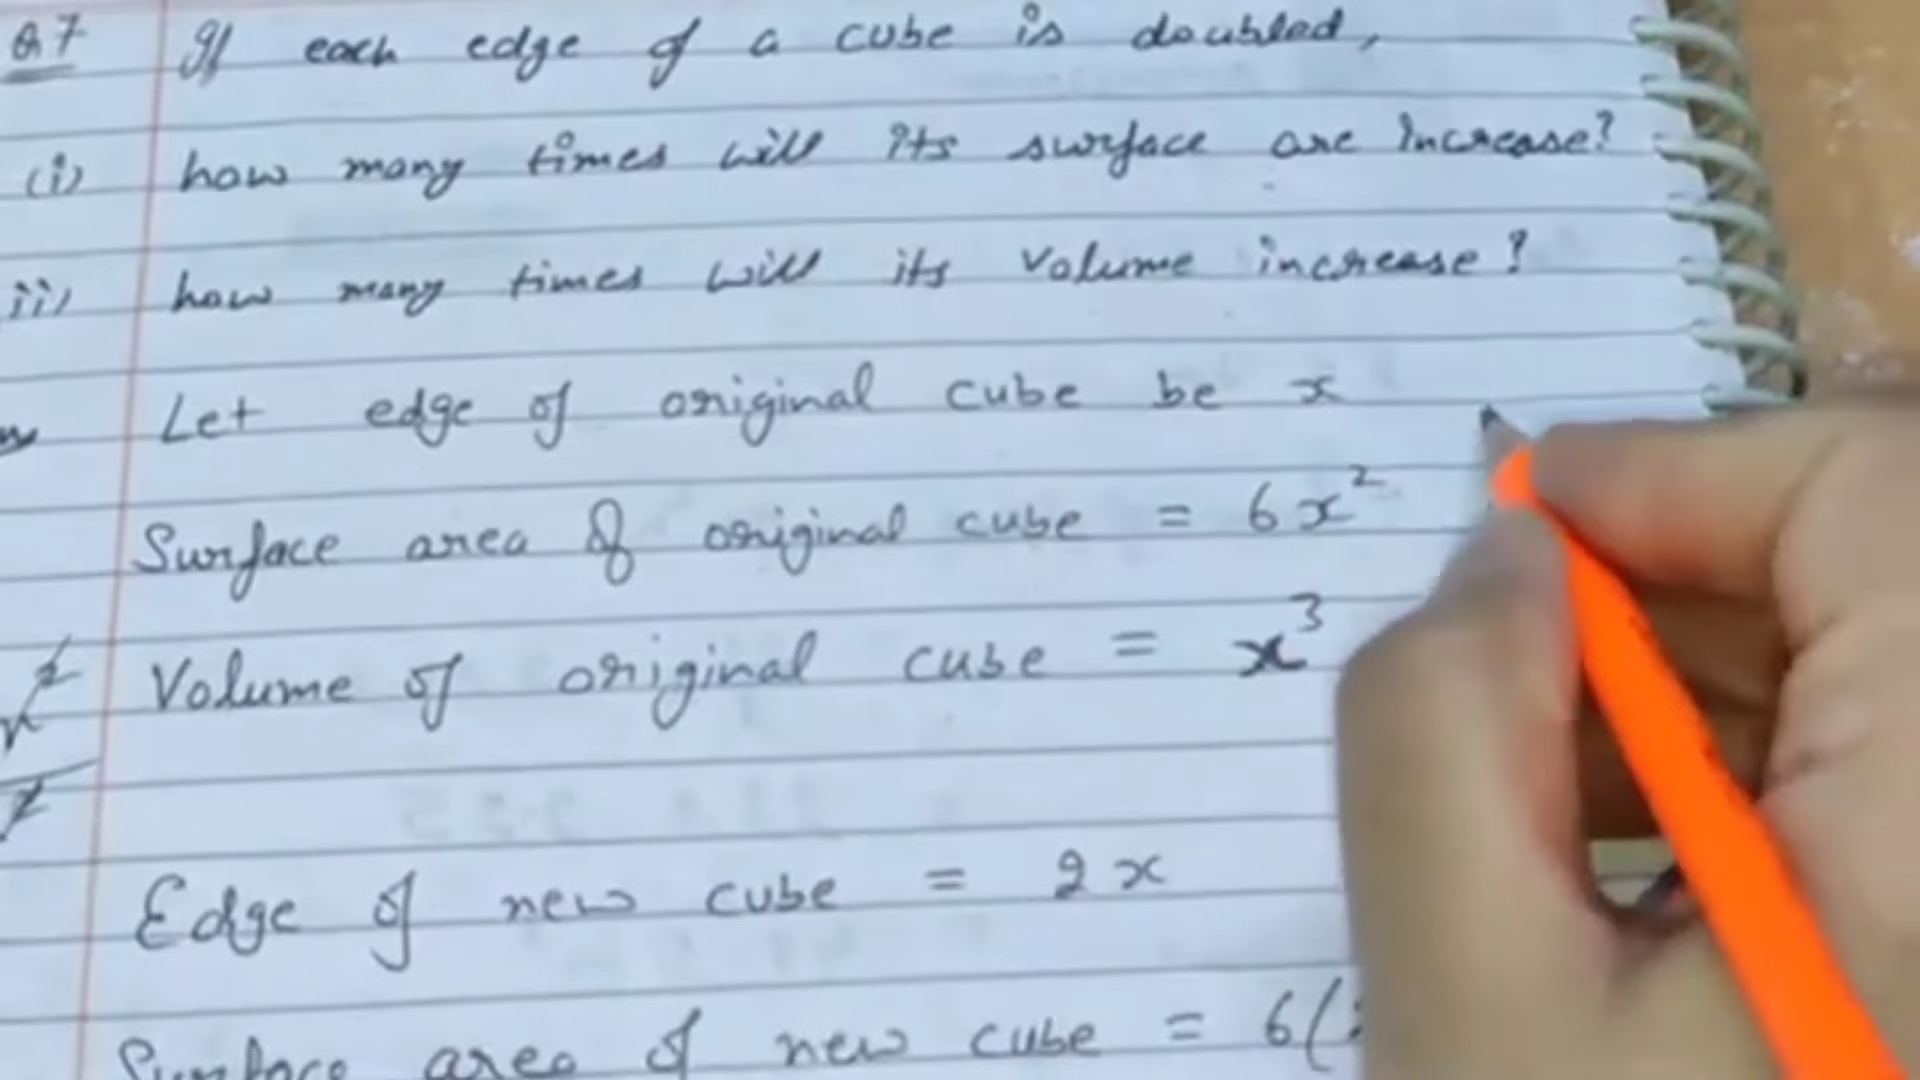 Q.7 If each edge of a cube is doubled,
(i) how many times will its surface are increase?
ii) how many times will its volume increase?
Let edge of original cube be x
Surface area of original cube = 6x²
Volume of original cube = x³
Edge of new cube = 2x
Surface area of new cube = 6(